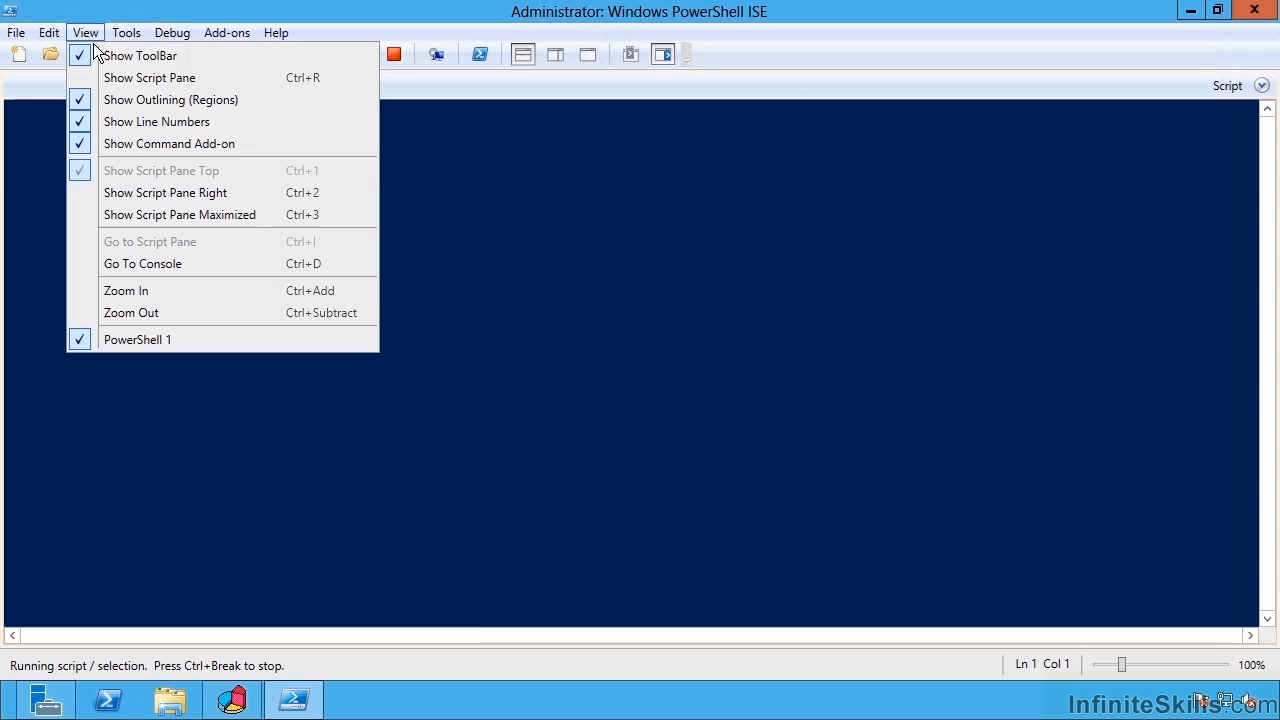 Administrator: Windows PowerShell ISE
File Edit View Tools Debug Add-ons Help
Show ToolBar
Show Script Pane Ctrl+R
Script
Show Outlining (Regions)
Show Line Numbers
Show Command Add-on
Show Script Pane Top Ctrl+1
Show Script Pane Right Ctrl+2
Show Script Pane Maximized Ctrl+3
Go to Script Pane Ctrl+I
Go To Console Ctrl+D
Zoom In Ctrl+Add
Zoom Out Ctrl+Subtract
PowerShell 1
Running script / selection. Press Ctrl+Break to stop.
Ln 1 Col 1
100%
InfiniteSkills.com